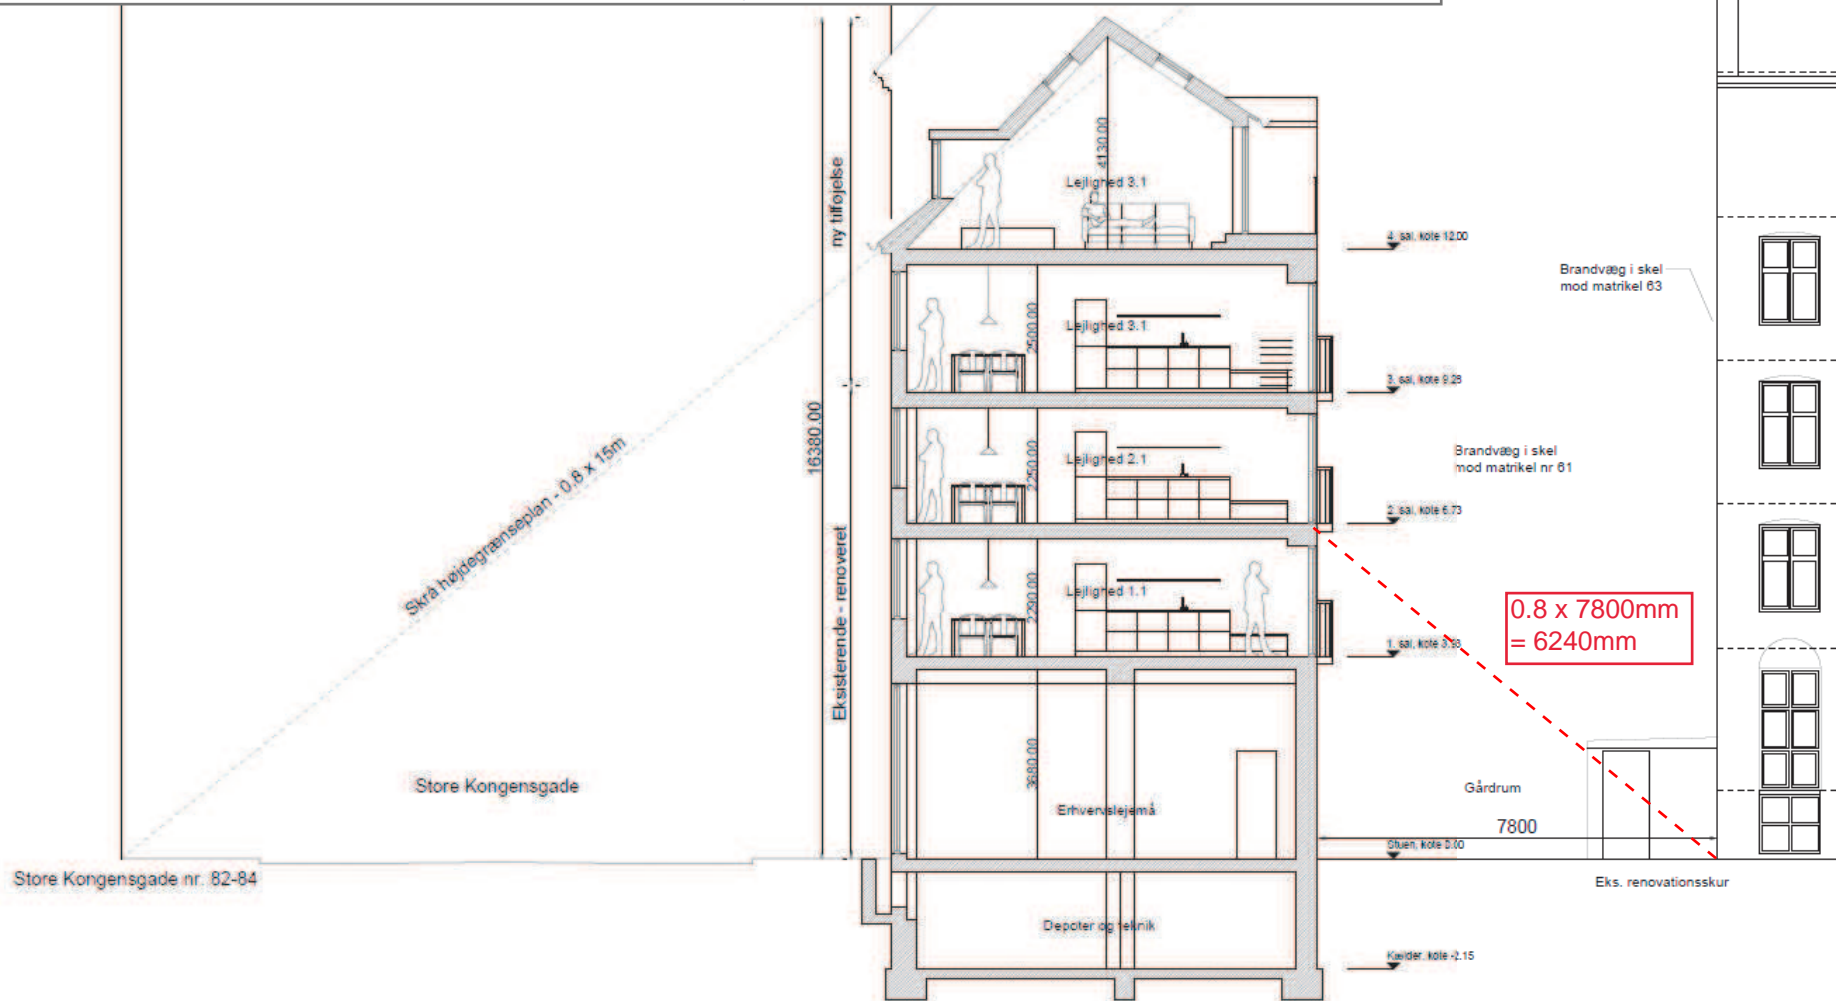 ny tilføjelse
4130.00
Lejlighed 3.1
4. sal, kote 12.00
Brandvæg i skel
mod matrikel 63
2500.00
Lejlighed 3.1
3. sal, kote 9.28
16380.00
Skrå højdegrænseplan - 0,8 x 15m
2250.00
Lejlighed 2.1
Brandvæg i skel
mod matrikel nr 61
2. sal, kote 6.73
Eksisterende - renoveret
2290.00
Lejlighed 1.1
0.8 x 7800mm
= 6240mm
1. sal, kote 3.93
Store Kongensgade
3680.00
Erhvervslejemå
Gårdrum
7800
Stuen, kote 0.00
Store Kongensgade nr. 82-84
Eks. renovationsskur
Depoter og teknik
Kælder, kote -2.15